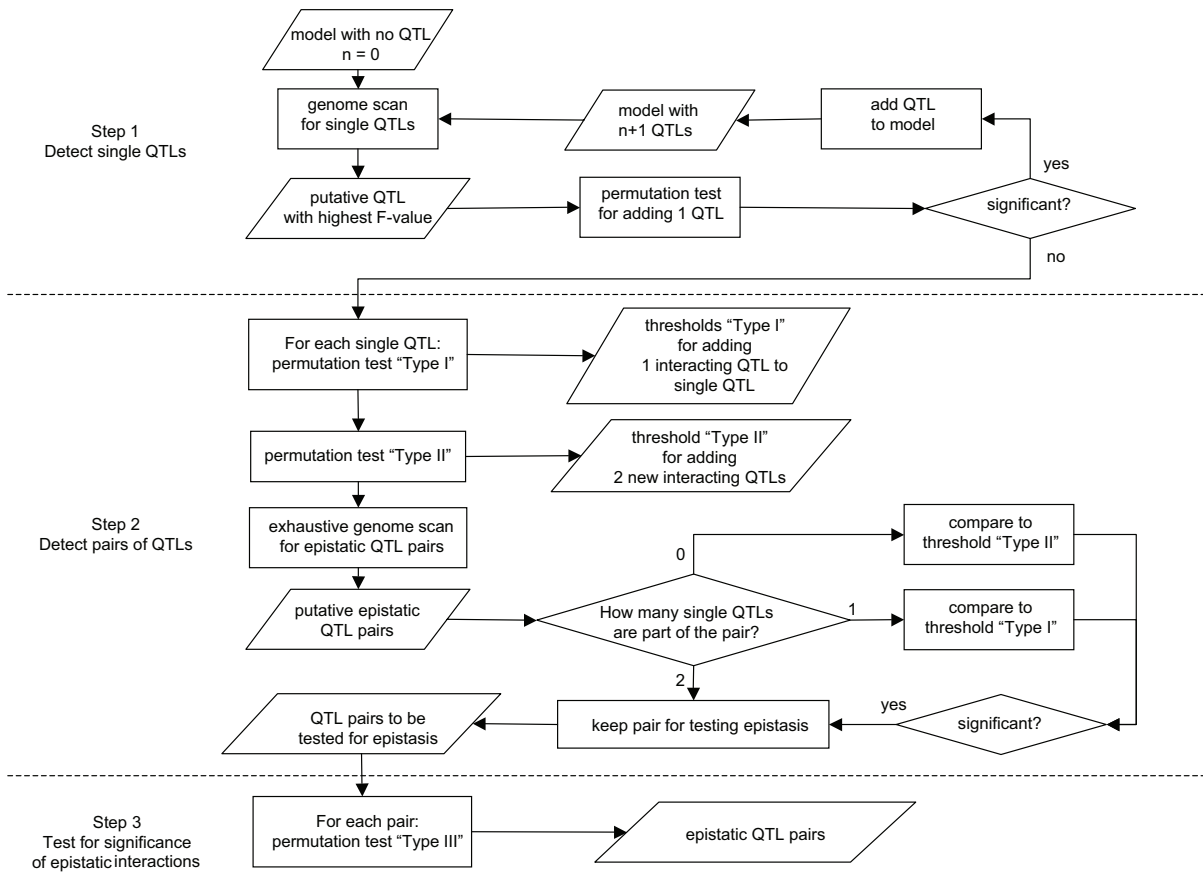 model with no QTL
n = 0
Step 1
Detect single QTLs
genome scan
for single QTLs
model with
n+1 QTLs
add QTL
to model
yes
putative QTL
with highest F-value
permutation test
for adding 1 QTL
significant?
no
For each single QTL:
permutation test “Type I”
thresholds “Type I”
for adding
1 interacting QTL to
single QTL
permutation test “Type II”
threshold “Type II”
for adding
2 new interacting QTLs
Step 2
Detect pairs of QTLs
exhaustive genome scan
for epistatic QTL pairs
0
compare to
threshold “Type II”
putative epistatic
QTL pairs
How many single QTLs
are part of the pair?
1
compare to
threshold “Type I”
2
QTL pairs to be
tested for epistasis
keep pair for testing epistasis
yes
significant?
Step 3
Test for significance
of epistatic interactions
For each pair:
permutation test “Type III”
epistatic QTL pairs